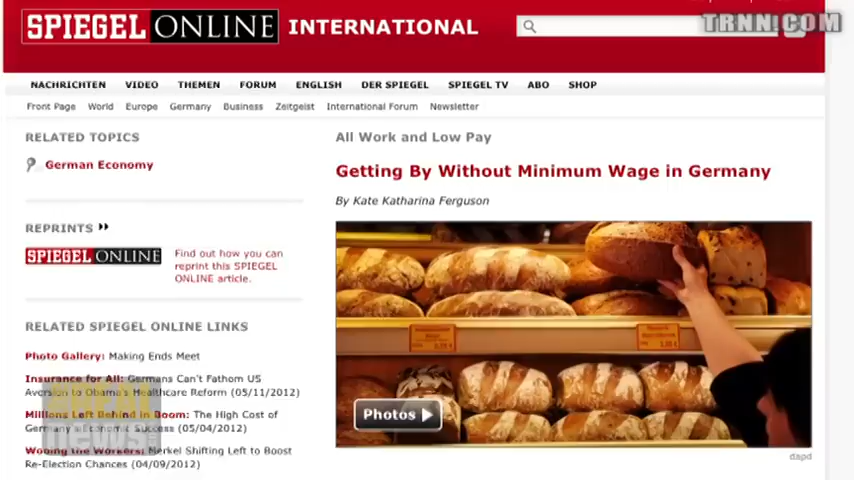 SPIEGEL ONLINE INTERNATIONAL
TRNN.COM
NACHRICHTEN VIDEO THEMEN FORUM ENGLISH DER SPIEGEL SPIEGEL TV ABO SHOP
Front Page World Europe Germany Business Zeitgeist International Forum Newsletter
RELATED TOPICS
German Economy
REPRINTS
SPIEGEL ONLINE
Find out how you can
reprint this SPIEGEL
ONLINE article.
RELATED SPIEGEL ONLINE LINKS
Photo Gallery: Making Ends Meet
Insurance for All: Germans Can't Fathom US
Aversion to Obama's Healthcare Reform (05/11/2012)
Millions Left Behind in Boom: The High Cost of
Germany's Economic Success (05/04/2012)
Wooing the Workers: Merkel Shifting Left to Boost
Re-Election Chances (04/09/2012)
All Work and Low Pay
Getting By Without Minimum Wage in Germany
By Kate Katharina Ferguson
Photos
dapd